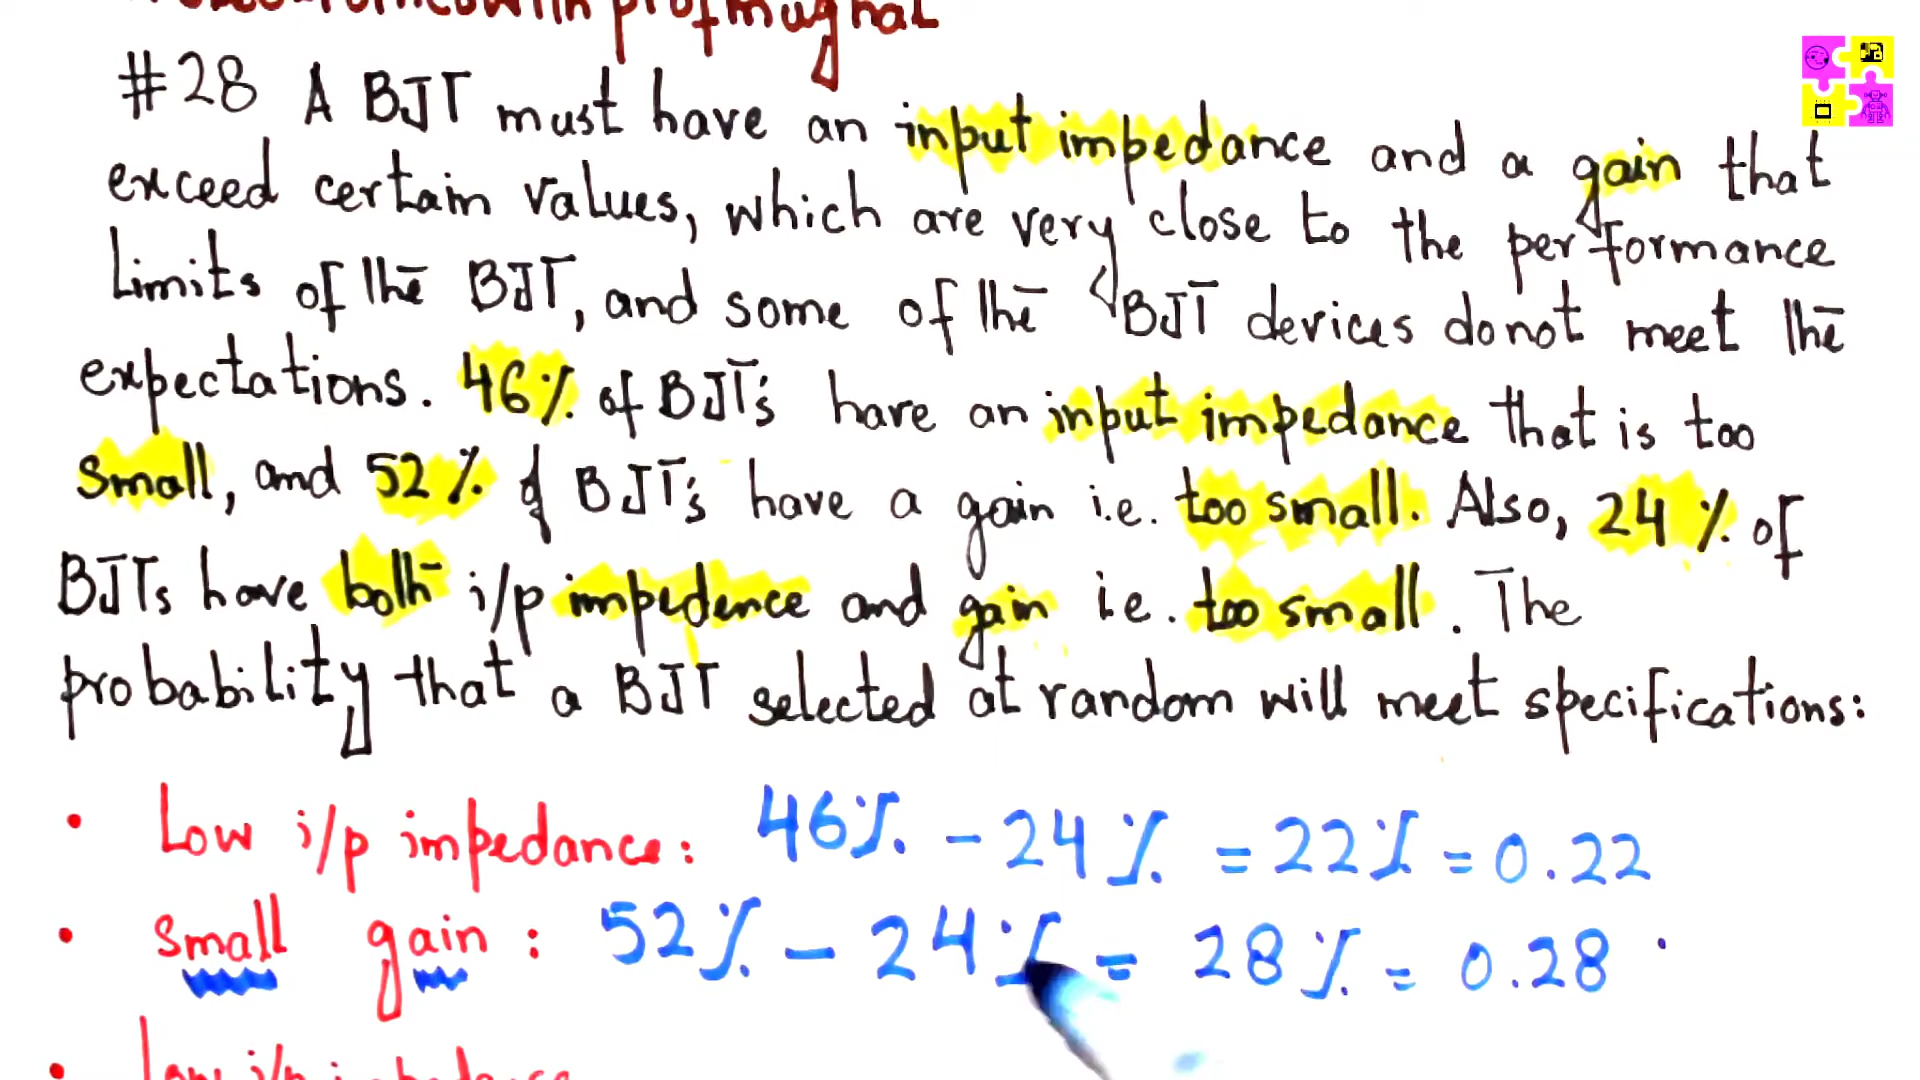 profmughal
#28 A BJT must have an input impedance and a gain that
exceed certain values, which are very close to the performance
limits of the BJT, and some of the BJT devices donot meet the
expectations. 46% of BJT's have an input impedance that is too
small, and 52% of BJT's have a gain i.e. too small. Also, 24% of
BJTs have both i/p impedence and gain i.e. too small. The
probability that a BJT selected at random will meet specifications:
• Low i/p impedance: 46% - 24% = 22% = 0.22
• small gain: 52% - 24% = 28% = 0.28
• Low i/p impedance